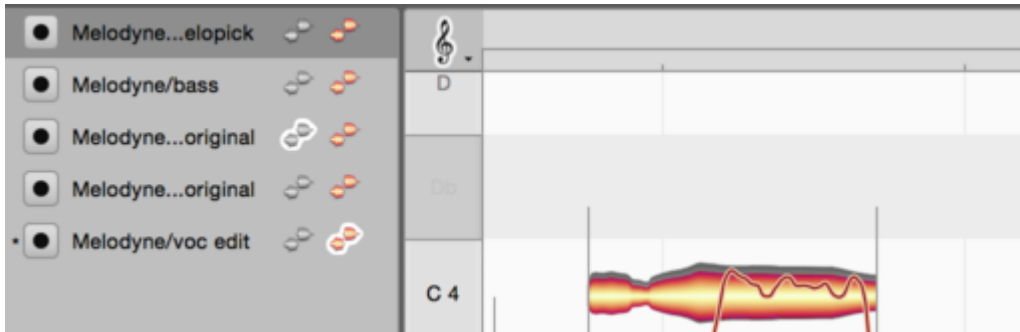 Melodyne...elopick
Melodyne/bass
Melodyne...original
Melodyne...original
* Melodyne/voc edit
D
Db
C 4